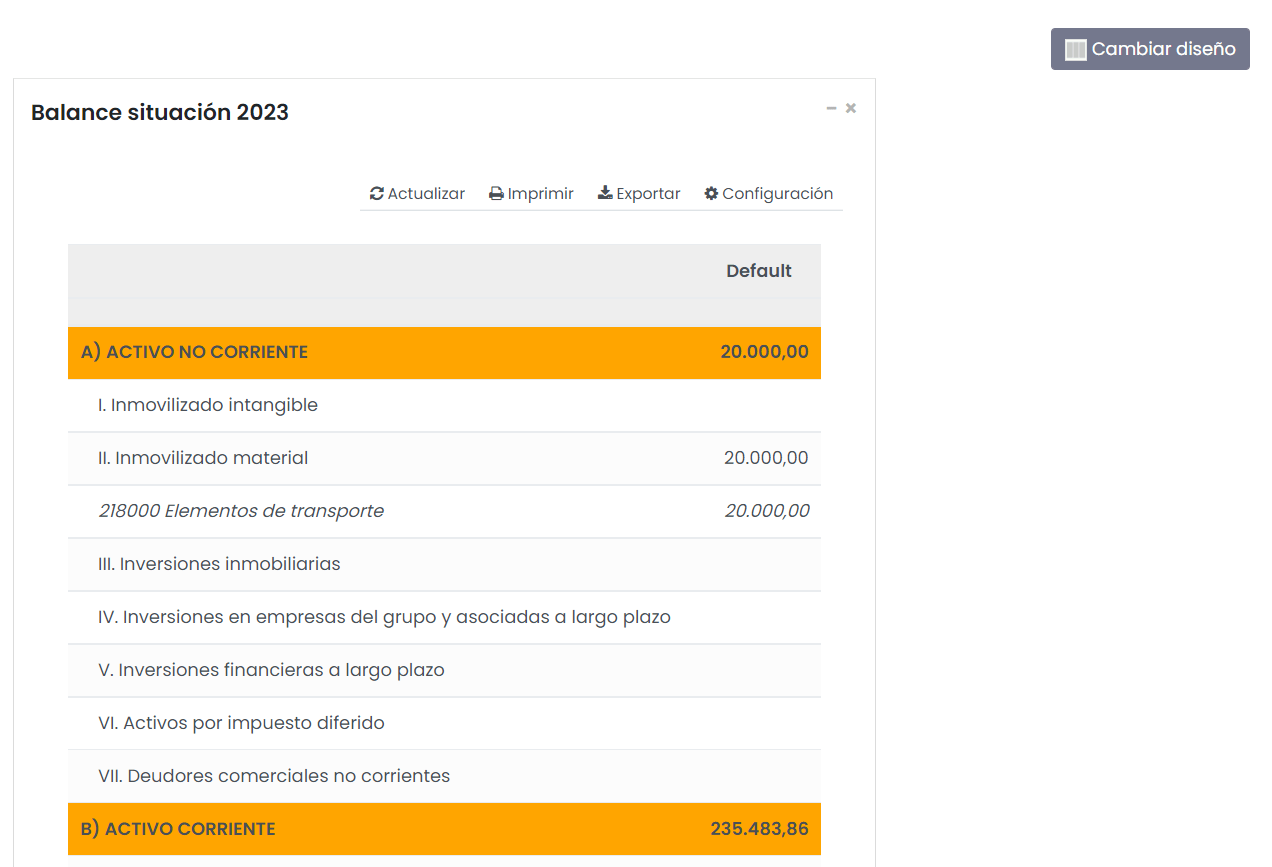 Cambiar diseño
Balance situación 2023
Actualizar Imprimir Exportar Configuración
Default
A) ACTIVO NO CORRIENTE 20.000,00
I. Inmovilizado intangible
II. Inmovilizado material 20.000,00
218000 Elementos de transporte 20.000,00
III. Inversiones inmobiliarias
IV. Inversiones en empresas del grupo y asociadas a largo plazo
V. Inversiones financieras a largo plazo
VI. Activos por impuesto diferido
VII. Deudores comerciales no corrientes
B) ACTIVO CORRIENTE 235.483,86